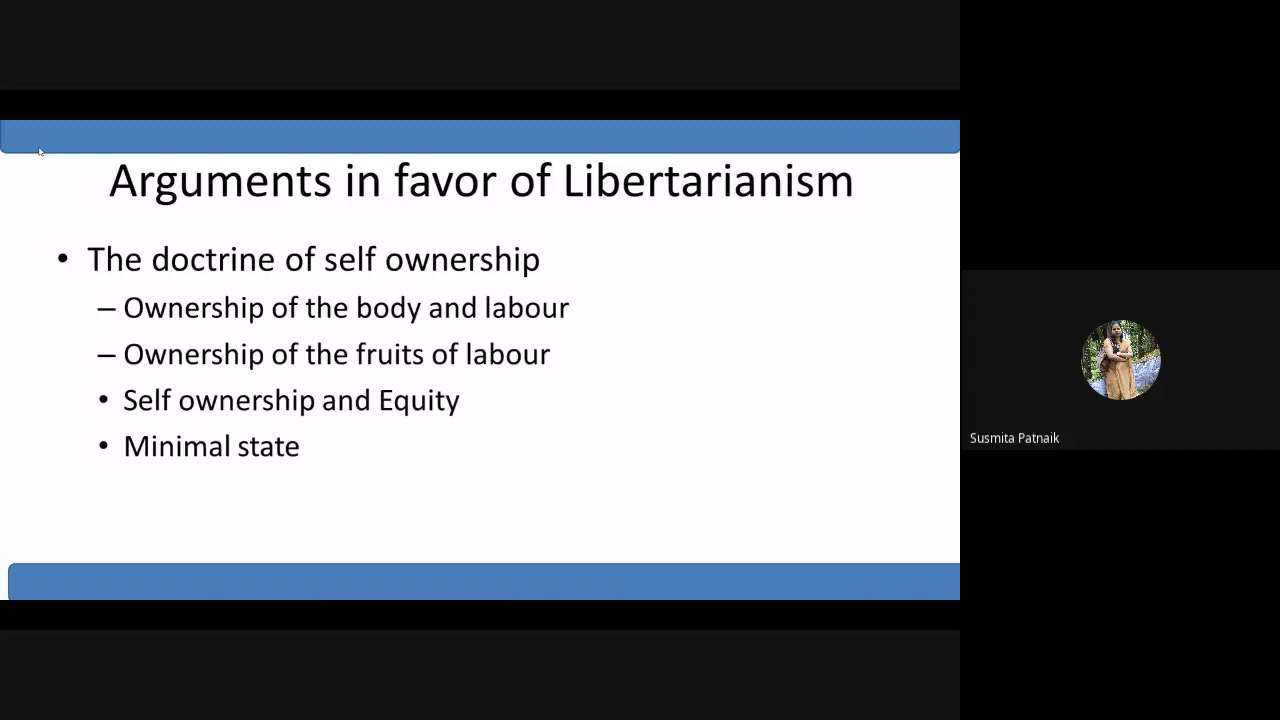 Arguments in favor of Libertarianism
• The doctrine of self ownership
– Ownership of the body and labour
– Ownership of the fruits of labour
• Self ownership and Equity
• Minimal state
Susmita Patnaik